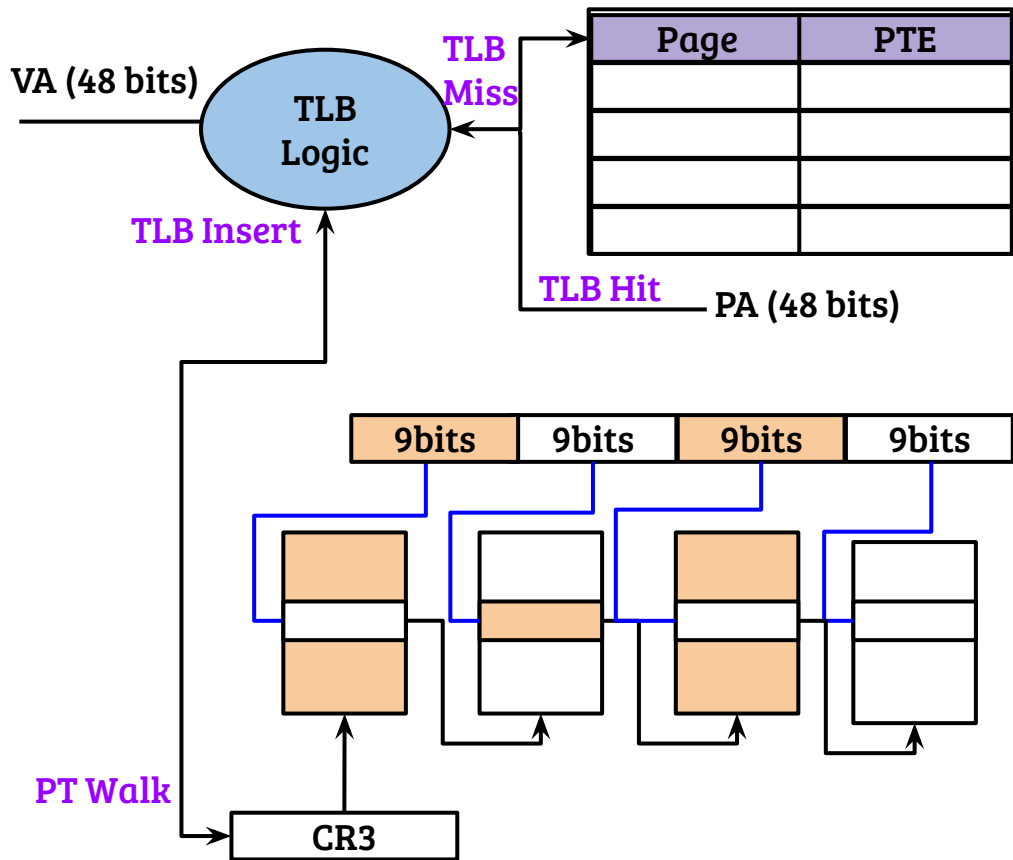 Page PTE
TLB
Miss
VA (48 bits)
TLB
Logic
TLB Insert
TLB Hit
PA (48 bits)
9bits 9bits 9bits 9bits
PT Walk
CR3